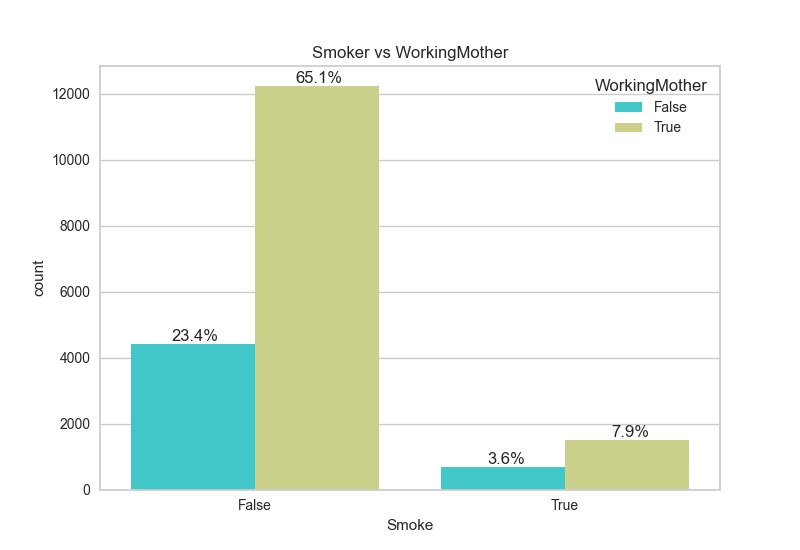 Smoker vs WorkingMother
65.1%
WorkingMother
False
True
12000
10000
8000
6000
4000
2000
0
count
23.4%
7.9%
3.6%
False
True
Smoke